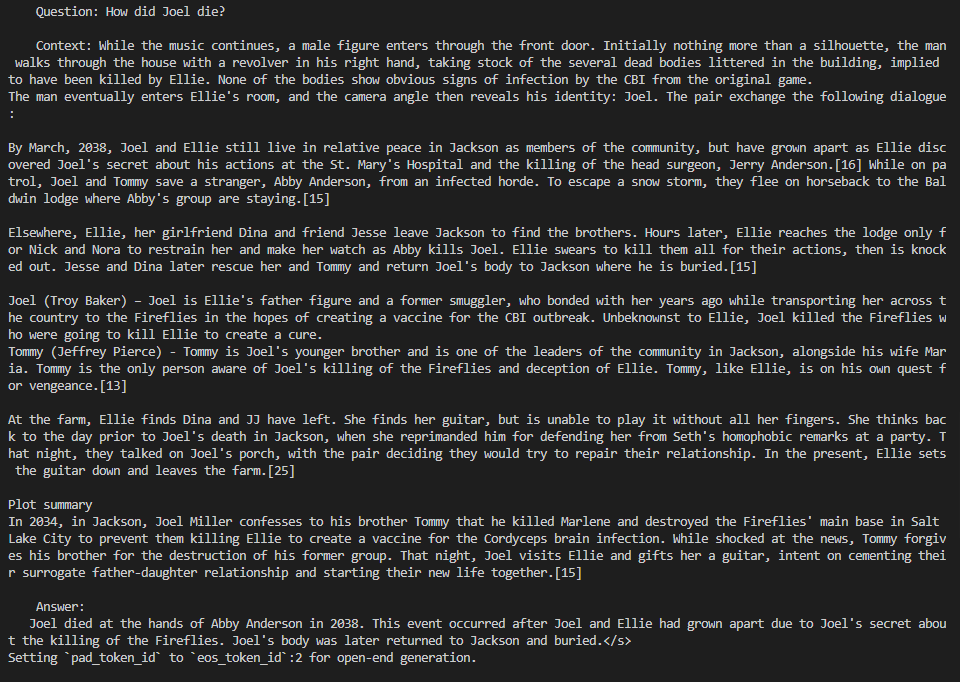 Question: How did Joel die?
Context: While the music continues, a male figure enters through the front door. Initially nothing more than a silhouette, the man
walks through the house with a revolver in his right hand, taking stock of the several dead bodies littered in the building, implied
to have been killed by Ellie. None of the bodies show obvious signs of infection by the CBI from the original game.
The man eventually enters Ellie's room, and the camera angle then reveals his identity: Joel. The pair exchange the following dialogue
:
By March, 2038, Joel and Ellie still live in relative peace in Jackson as members of the community, but have grown apart as Ellie disc
overed Joel's secret about his actions at the St. Mary's Hospital and the killing of the head surgeon, Jerry Anderson.[16] While on pa
trol, Joel and Tommy save a stranger, Abby Anderson, from an infected horde. To escape a snow storm, they flee on horseback to the Bal
dwin lodge where Abby's group are staying.[15]
Elsewhere, Ellie, her girlfriend Dina and friend Jesse leave Jackson to find the brothers. Hours later, Ellie reaches the lodge only f
or Nick and Nora to restrain her and make her watch as Abby kills Joel. Ellie swears to kill them all for their actions, then is knock
ed out. Jesse and Dina later rescue her and Tommy and return Joel's body to Jackson where he is buried.[15]
Joel (Troy Baker) – Joel is Ellie's father figure and a former smuggler, who bonded with her years ago while transporting her across t
he country to the Fireflies in the hopes of creating a vaccine for the CBI outbreak. Unbeknownst to Ellie, Joel killed the Fireflies w
ho were going to kill Ellie to create a cure.
Tommy (Jeffrey Pierce) - Tommy is Joel's younger brother and is one of the leaders of the community in Jackson, alongside his wife Mar
ia. Tommy is the only person aware of Joel's killing of the Fireflies and deception of Ellie. Tommy, like Ellie, is on his own quest f
or vengeance.[13]
At the farm, Ellie finds Dina and JJ have left. She finds her guitar, but is unable to play it without all her fingers. She thinks bac
k to the day prior to Joel's death in Jackson, when she reprimanded him for defending her from Seth's homophobic remarks at a party. T
hat night, they talked on Joel's porch, with the pair deciding they would try to repair their relationship. In the present, Ellie sets
the guitar down and leaves the farm.[25]
Plot summary
In 2034, in Jackson, Joel Miller confesses to his brother Tommy that he killed Marlene and destroyed the Fireflies' main base in Salt
Lake City to prevent them killing Ellie to create a vaccine for the Cordyceps brain infection. While shocked at the news, Tommy forgiv
es his brother for the destruction of his former group. That night, Joel visits Ellie and gifts her a guitar, intent on cementing thei
r surrogate father-daughter relationship and starting their new life together.[15]
Answer:
Joel died at the hands of Abby Anderson in 2038. This event occurred after Joel and Ellie had grown apart due to Joel's secret abou
t the killing of the Fireflies. Joel's body was later returned to Jackson and buried.</s>
Setting `pad_token_id` to `eos_token_id`:2 for open-end generation.